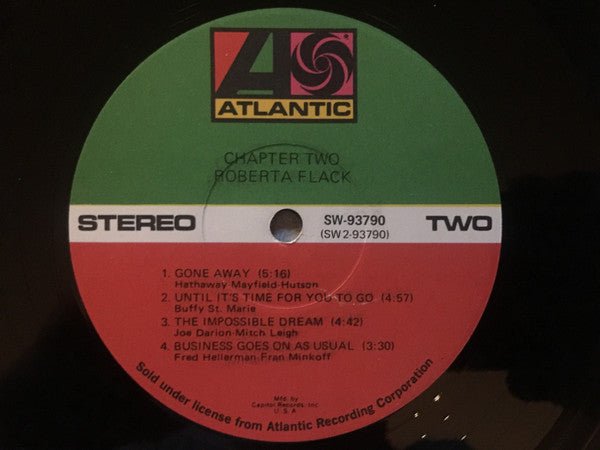 ATLANTIC
CHAPTER TWO
ROBERTA FLACK
STEREO
SW-93790
(SW2-93790)
TWO
1. GONE AWAY (5:16)
Hathaway-Mayfield-Hutson
2. UNTIL IT'S TIME FOR YOU TO GO (4:57)
Buffy St. Marie
3. THE IMPOSSIBLE DREAM (4:42)
Joe Darion-Mitch Leigh
4. BUSINESS GOES ON AS USUAL (3:30)
Fred Hellerman-Fran Minkoff
Mfd. by
Capitol Records, Inc.
U.S.A.
Sold under license from Atlantic Recording Corporation